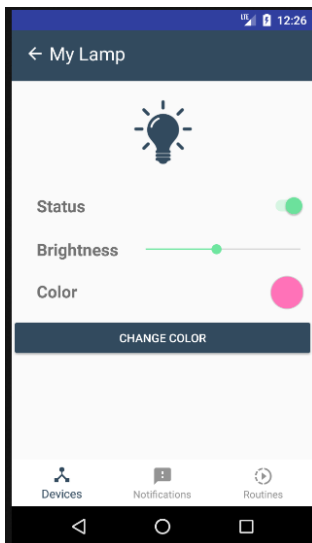 12:26
My Lamp
Status
Brightness
Color
CHANGE COLOR
Devices Notifications Routines